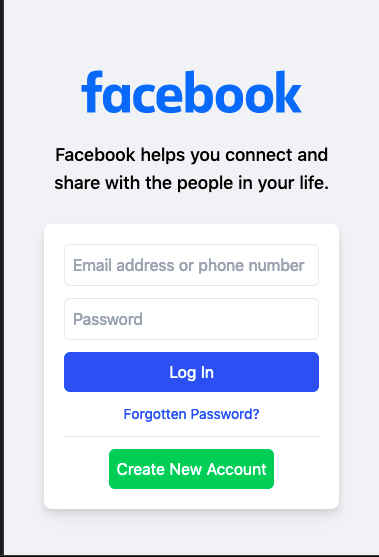 facebook
Facebook helps you connect and
share with the people in your life.
Email address or phone number
Password
Log In
Forgotten Password?
Create New Account